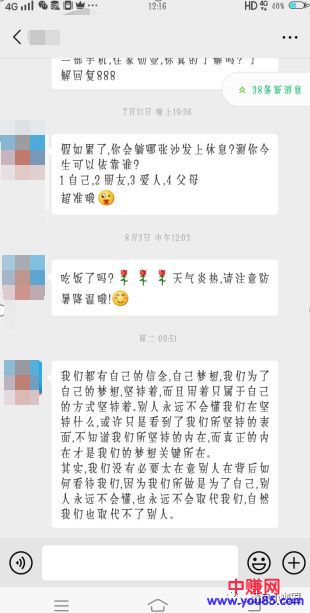 4G
12:16
HD 4G 40%
一部手机,在家创业,你真的了解吗? 了
解回复888
38条新消息
7月31日 晚上19:36
假如累了,你会躺哪张沙发上休息?测你今
生可以依靠谁?
1自己,2朋友,3爱人,4父母
超准哦
8月3日 中午12:03
吃饭了吗? 天气炎热,请注意防
暑降温哦!
周二 09:51
我们都有自己的信念,自己梦想,我们为了
自己的梦想,坚持着,而且用着只属于自己
的方式坚持着。别人永远不会懂我们在坚
持什么,或许只是看到了我们所坚持的表
面,不知道我们所坚持的内在,而真正的内
在才是我们的梦想关键所在。
其实,我们没有必要太在意别人在背后如
何看待我们,因为我们所做是为了自己,别
人永远不会懂,也永远不会取代我们,自然
我们也取代不了别人。
中赚网
www.you85.com